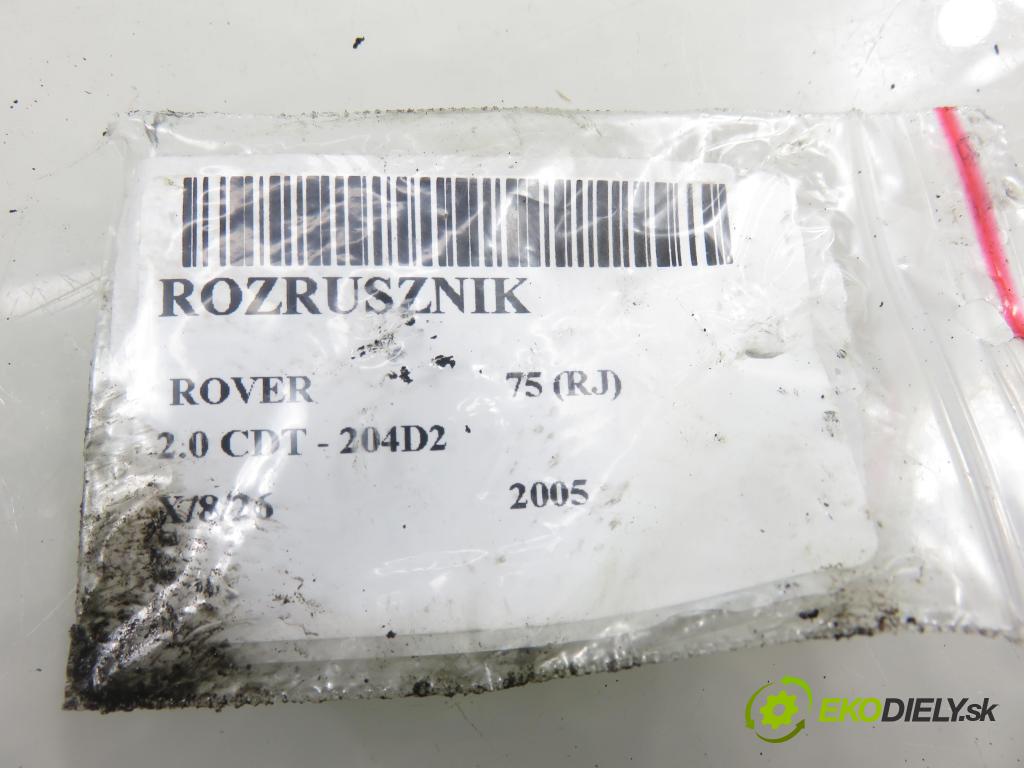 ROZRUSZNIK
ROVER 75 (RJ)
2.0 CDT - 204D2
X/8/26 2005
EKODIELY.sk